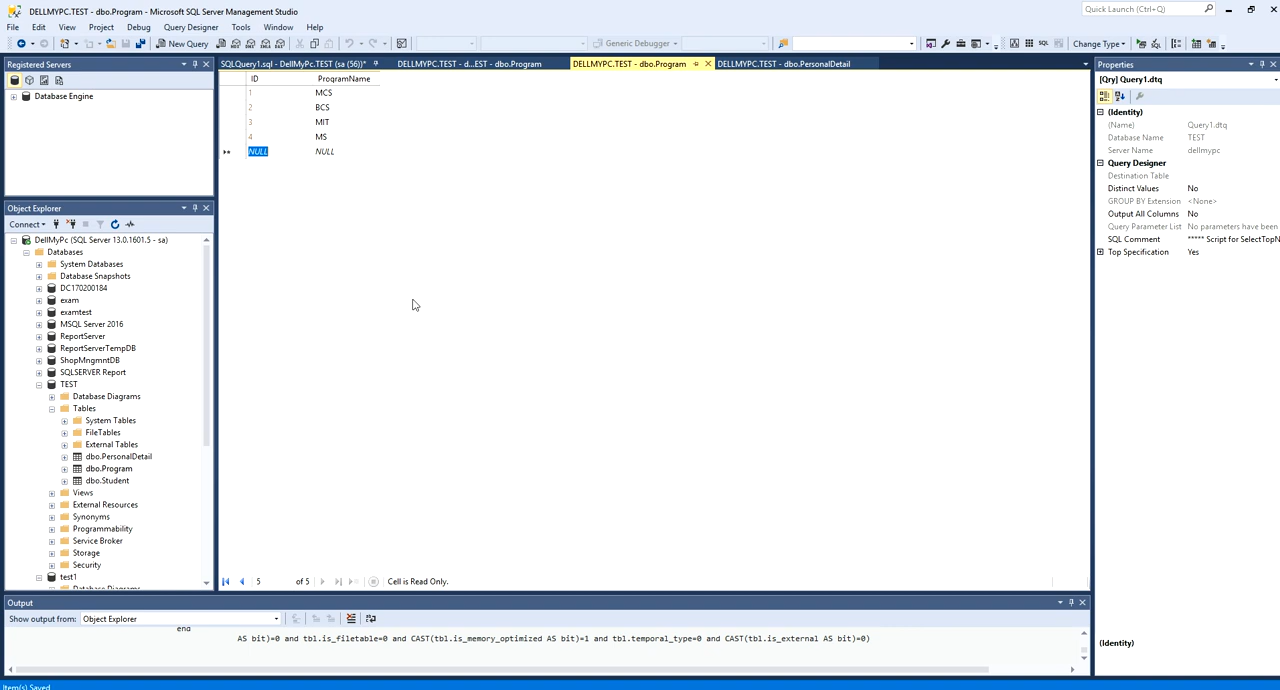 DELLMYPC.TEST - dbo.Program - Microsoft SQL Server Management Studio
Quick Launch (Ctrl+Q)
File Edit View Project Debug Query Designer Tools Window Help
New Query Generic Debugger Change Type
Registered Servers
Database Engine
SQLQuery1.sql - DellMyPc.TEST (sa (56))* DELLMYPC.TEST - d...EST - dbo.Program DELLMYPC.TEST - dbo.Program DELLMYPC.TEST - dbo.PersonalDetail
ID ProgramName
1 MCS
2 BCS
3 MIT
4 MS
NULL NULL
Object Explorer
Connect
DellMyPc (SQL Server 13.0.1601.5 - sa)
Databases
System Databases
Database Snapshots
DC170200184
exam
examtest
MSQL Server 2016
ReportServer
ReportServerTempDB
ShopMngmntDB
SQLSERVER Report
TEST
Database Diagrams
Tables
System Tables
FileTables
External Tables
dbo.PersonalDetail
dbo.Program
dbo.Student
Views
External Resources
Synonyms
Programmability
Service Broker
Storage
Security
test1
Database Diagrams
5 of 5 Cell is Read Only.
Properties
[Qry] Query1.dtq
(Identity)
(Name) Query1.dtq
Database Name TEST
Server Name dellmypc
Query Designer
Destination Table
Distinct Values No
GROUP BY Extension <None>
Output All Columns No
Query Parameter List No parameters have been
SQL Comment ***** Script for SelectTopN
Top Specification Yes
(Identity)
Output
Show output from: Object Explorer
end
AS bit)=0 and tbl.is_filetable=0 and CAST(tbl.is_memory_optimized AS bit)=1 and tbl.temporal_type=0 and CAST(tbl.is_external AS bit)=0)
Item(s) Saved